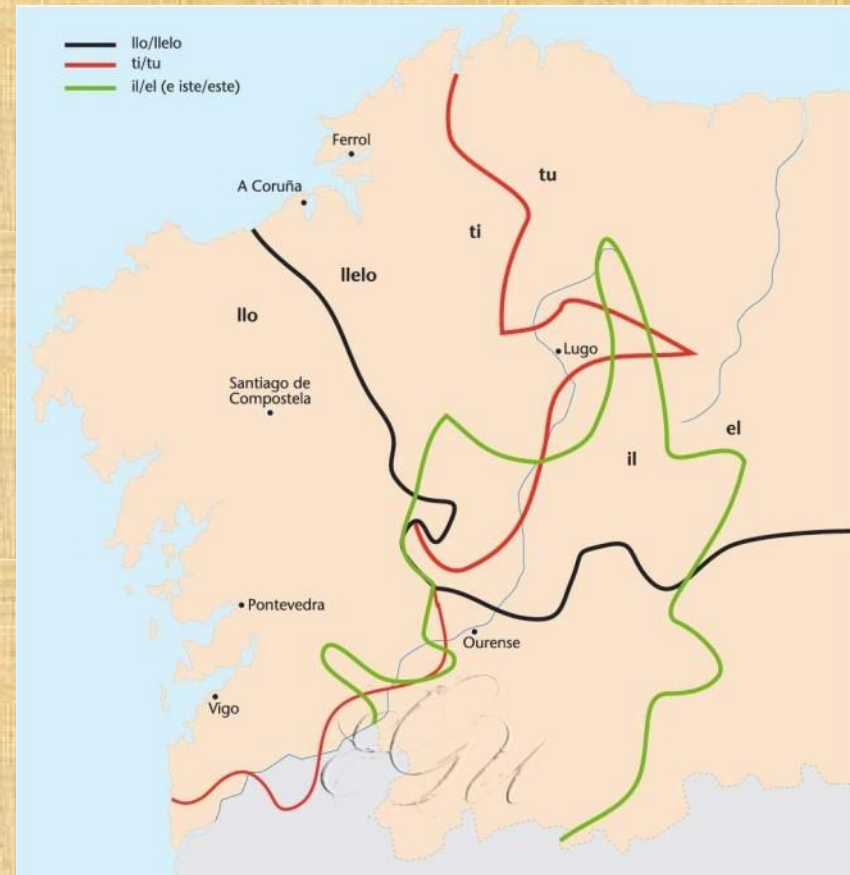 llo/llelo
ti/tu
il/el (e iste/este)
Ferrol
tu
A Coruña
ti
llelo
llo
Lugo
Santiago de
Compostela
el
il
Pontevedra
Ourense
Vigo